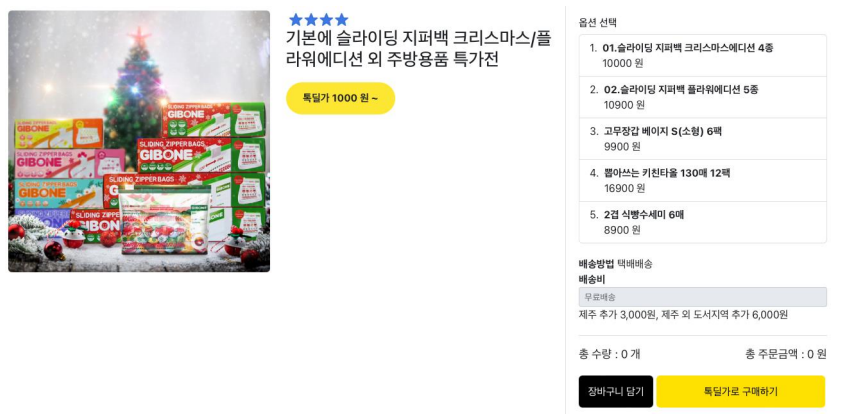 기본에 슬라이딩 지퍼백 크리스마스/플
라워에디션 외 주방용품 특가전
톡딜가 1000 원 ~
SLIDING ZIPPER BAGS
GIBONE
SLIDING ZIPPER BAGS
GIBONE
GIBONE
GIBONE
SLIDING ZIPPER BAGS
GIBONE
옵션 선택
1. 01.슬라이딩 지퍼백 크리스마스에디션 4종
10000 원
2. 02.슬라이딩 지퍼백 플라워에디션 5종
10900 원
3. 고무장갑 베이지 S(소형) 6팩
9900 원
4. 뽑아쓰는 키친타올 130매 12팩
16900 원
5. 2겹 식빵수세미 6매
8900 원
배송방법 택배배송
배송비
무료배송
제주 추가 3,000원, 제주 외 도서지역 추가 6,000원
총 수량 : 0 개
총 주문금액 : 0 원
장바구니 담기
톡딜가로 구매하기